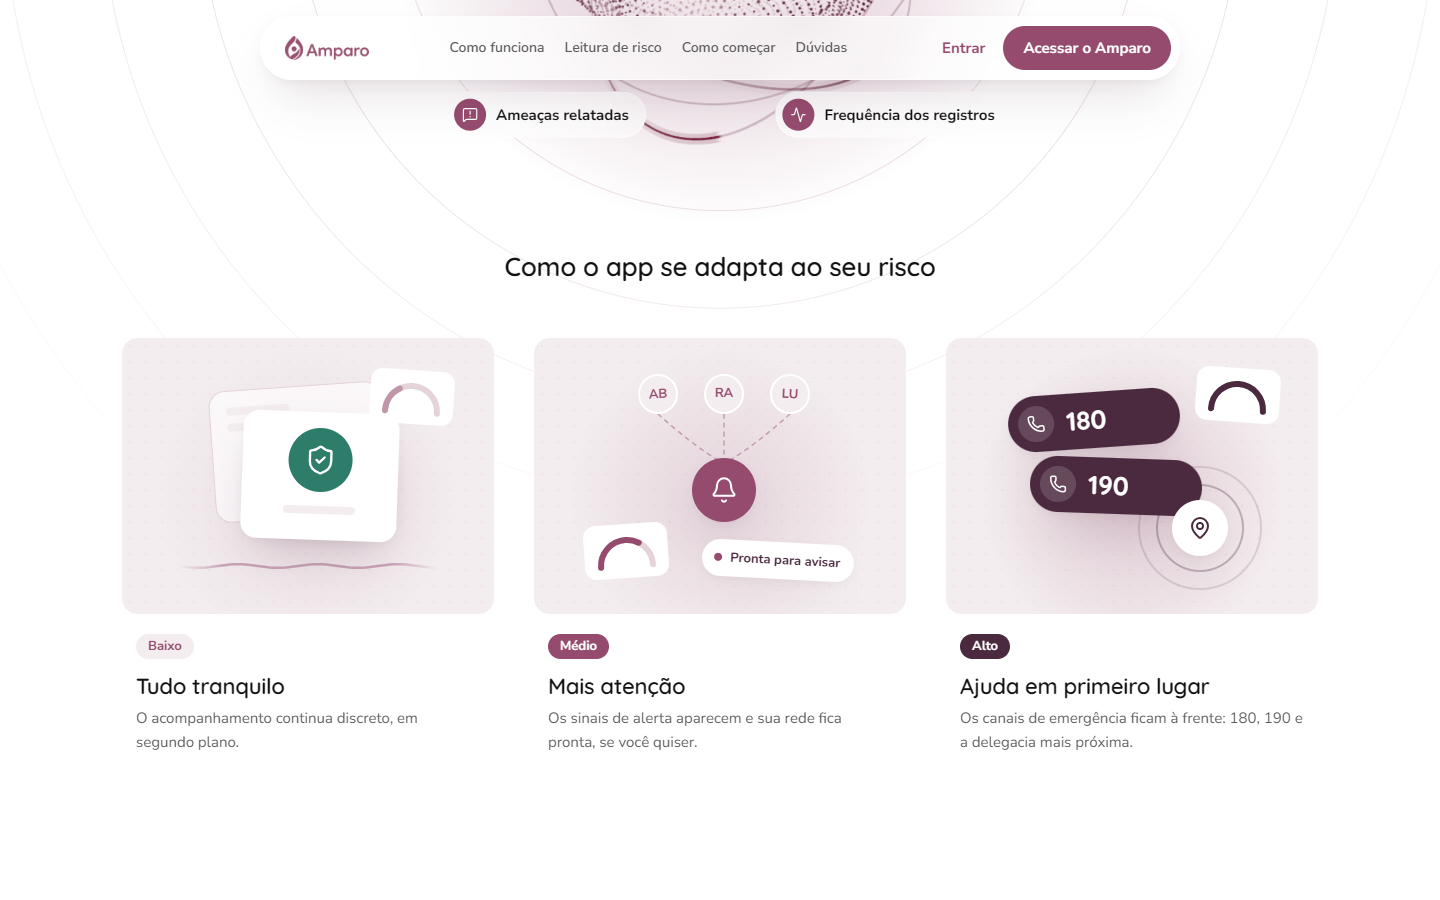 Amparo
Como funciona
Leitura de risco
Como começar
Dúvidas
Entrar
Acessar o Amparo
Ameaças relatadas
Frequência dos registros
Como o app se adapta ao seu risco
AB
RA
LU
Pronta para avisar
180
190
Baixo
Tudo tranquilo
O acompanhamento continua discreto, em
segundo plano.
Médio
Mais atenção
Os sinais de alerta aparecem e sua rede fica
pronta, se você quiser.
Alto
Ajuda em primeiro lugar
Os canais de emergência ficam à frente: 180, 190 e
a delegacia mais próxima.